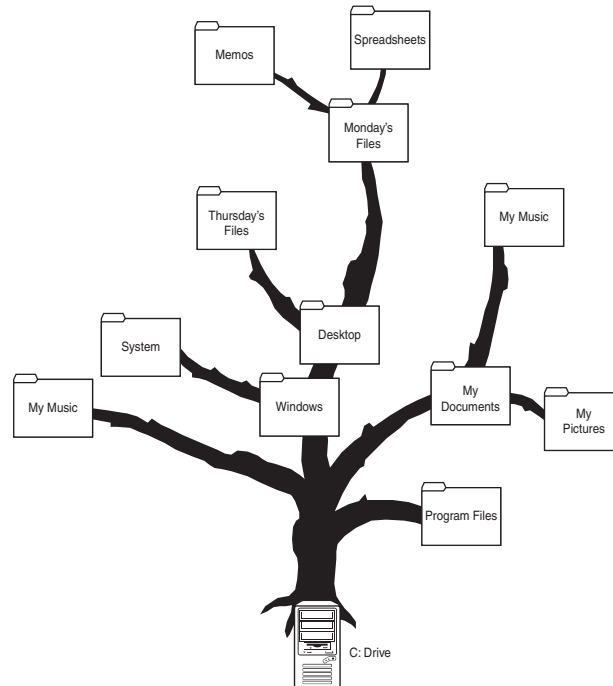 Spreadsheets
Memos
Monday's
Files
Thursday's
Files
My Music
Desktop
System
Windows
My
Documents
My Music
My
Pictures
Program Files
C: Drive